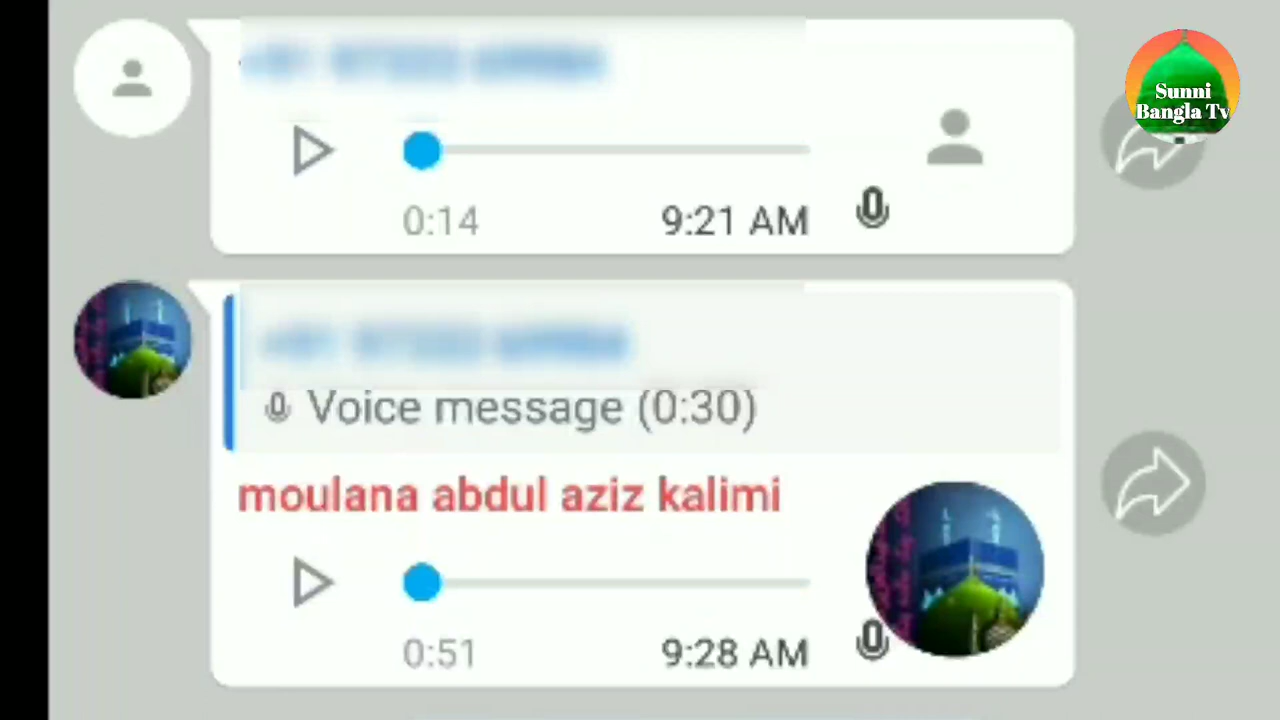 Sunni
Bangla Tv
0:14
9:21 AM
Voice message (0:30)
moulana abdul aziz kalimi
0:51
9:28 AM